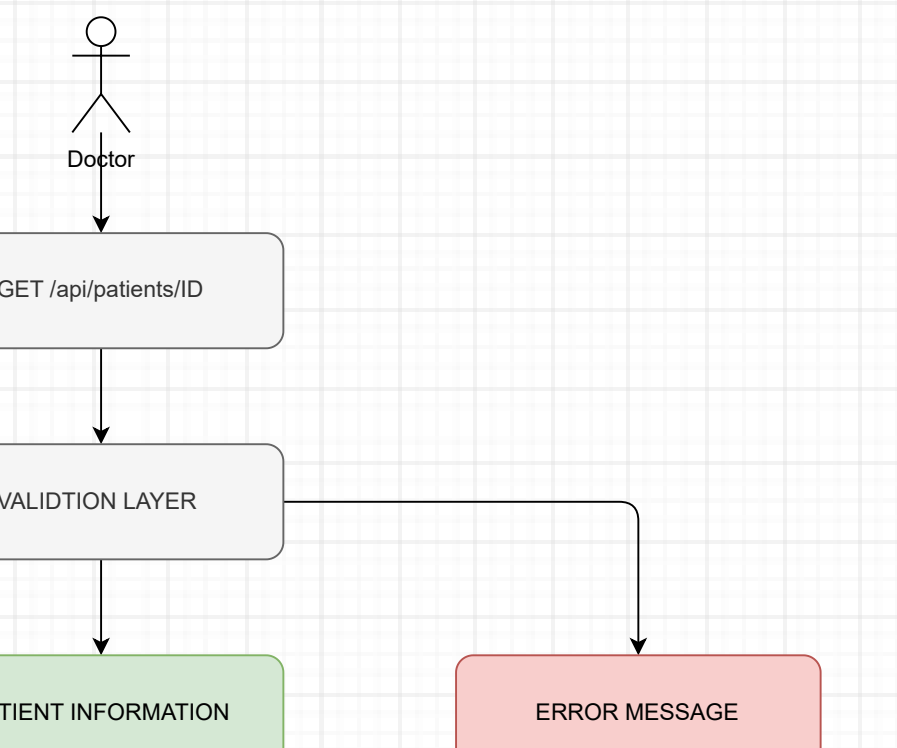 Doctor
GET /api/patients/ID
VALIDTION LAYER
TIENT INFORMATION
ERROR MESSAGE